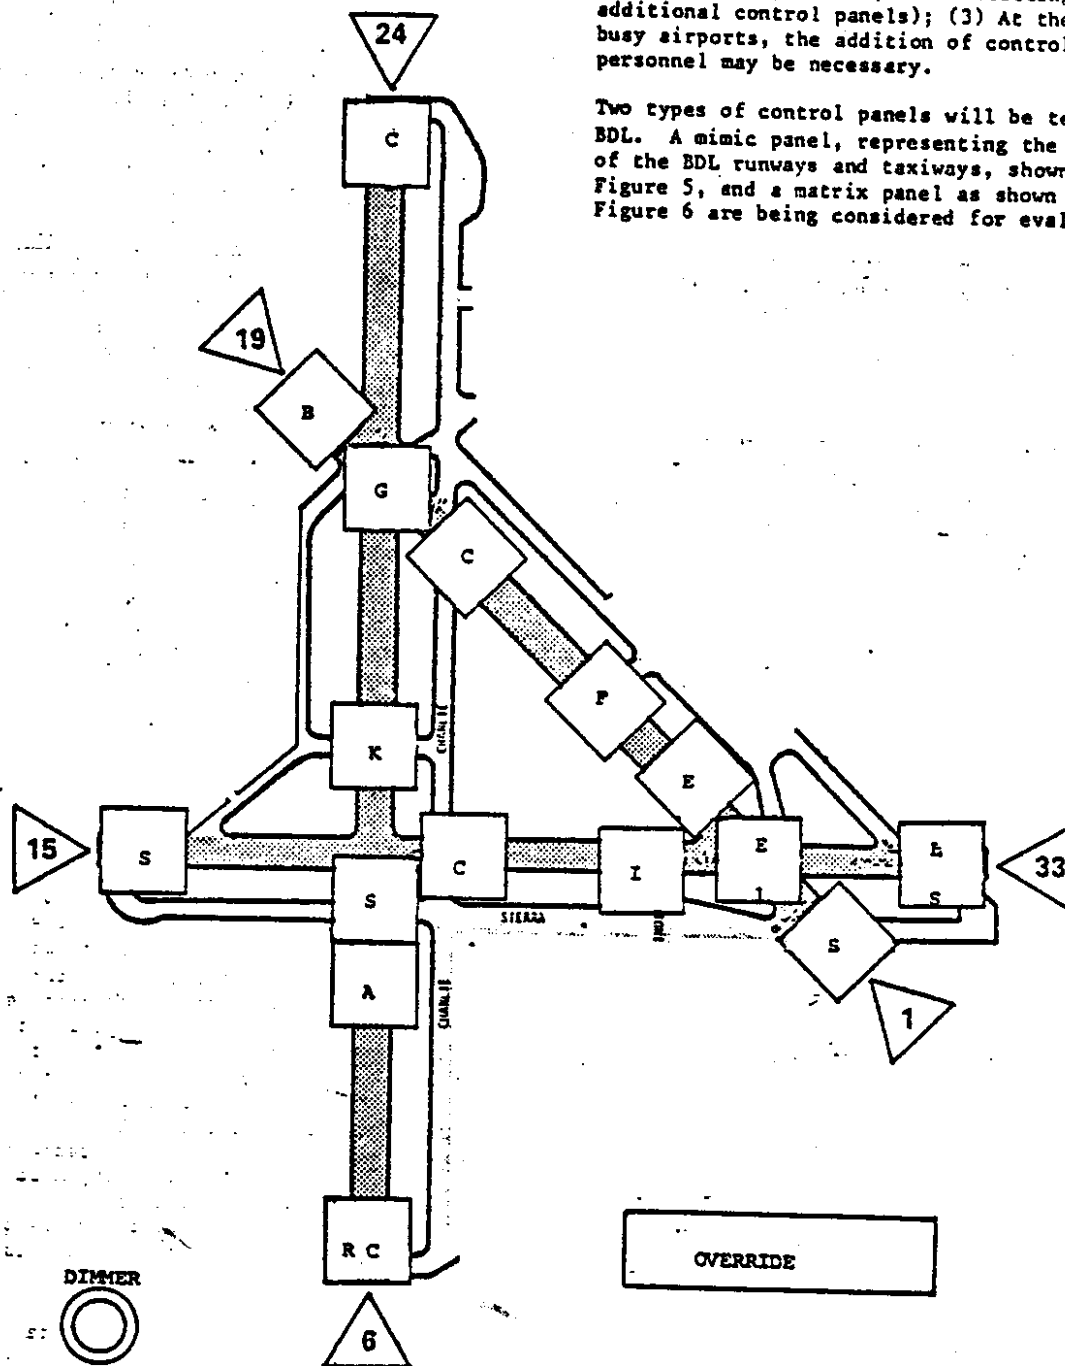 additional control panels); (3) At the
busy airports, the addition of control
personnel may be necessary.
Two types of control panels will be te
BDL. A mimic panel, representing the
of the BDL runways and taxiways, shown
Figure 5, and a matrix panel as shown
Figure 6 are being considered for eval
24
C
19
B
G
C
F
CHARLIE
K
E
15
S
C
I
E
1
E
S
33
S
SIERRA
S
A
CHARLIE
1
R C
OVERRIDE
DIMMER
6